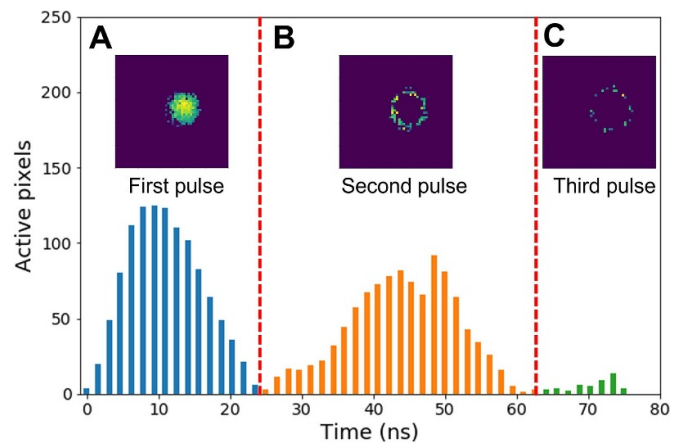 A B C
First pulse Second pulse Third pulse
Active pixels
250
200
150
100
50
0
0 10 20 30 40 50 60 70 80
Time (ns)